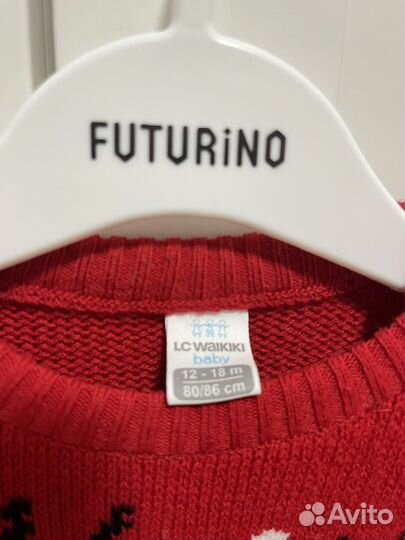 FUTURiNO
LC WAIKIKI
baby
12 - 18 m
80/86 cm
Avito